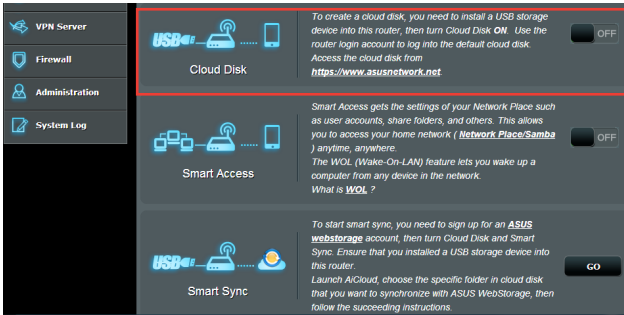 VPN Server
Firewall
Administration
System Log
USB
Cloud Disk
To create a cloud disk, you need to install a USB storage
device into this router, then turn Cloud Disk ON. Use the
router login account to log into the default cloud disk.
Access the cloud disk from
https://www.asusnetwork.net.
OFF
Smart Access
Smart Access gets the settings of your Network Place such
as user accounts, share folders, and others. This allows
you to access your home network ( Network Place/Samba
) anytime, anywhere.
The WOL (Wake-On-LAN) feature lets you wake up a
computer from any device in the network.
What is WOL ?
OFF
USB
Smart Sync
To start smart sync, you need to sign up for an ASUS
webstorage account, then turn Cloud Disk and Smart
Sync. Ensure that you installed a USB storage device into
this router.
Launch AiCloud, choose the specific folder in cloud disk
that you want to synchronize with ASUS WebStorage, then
follow the succeeding instructions.
GO